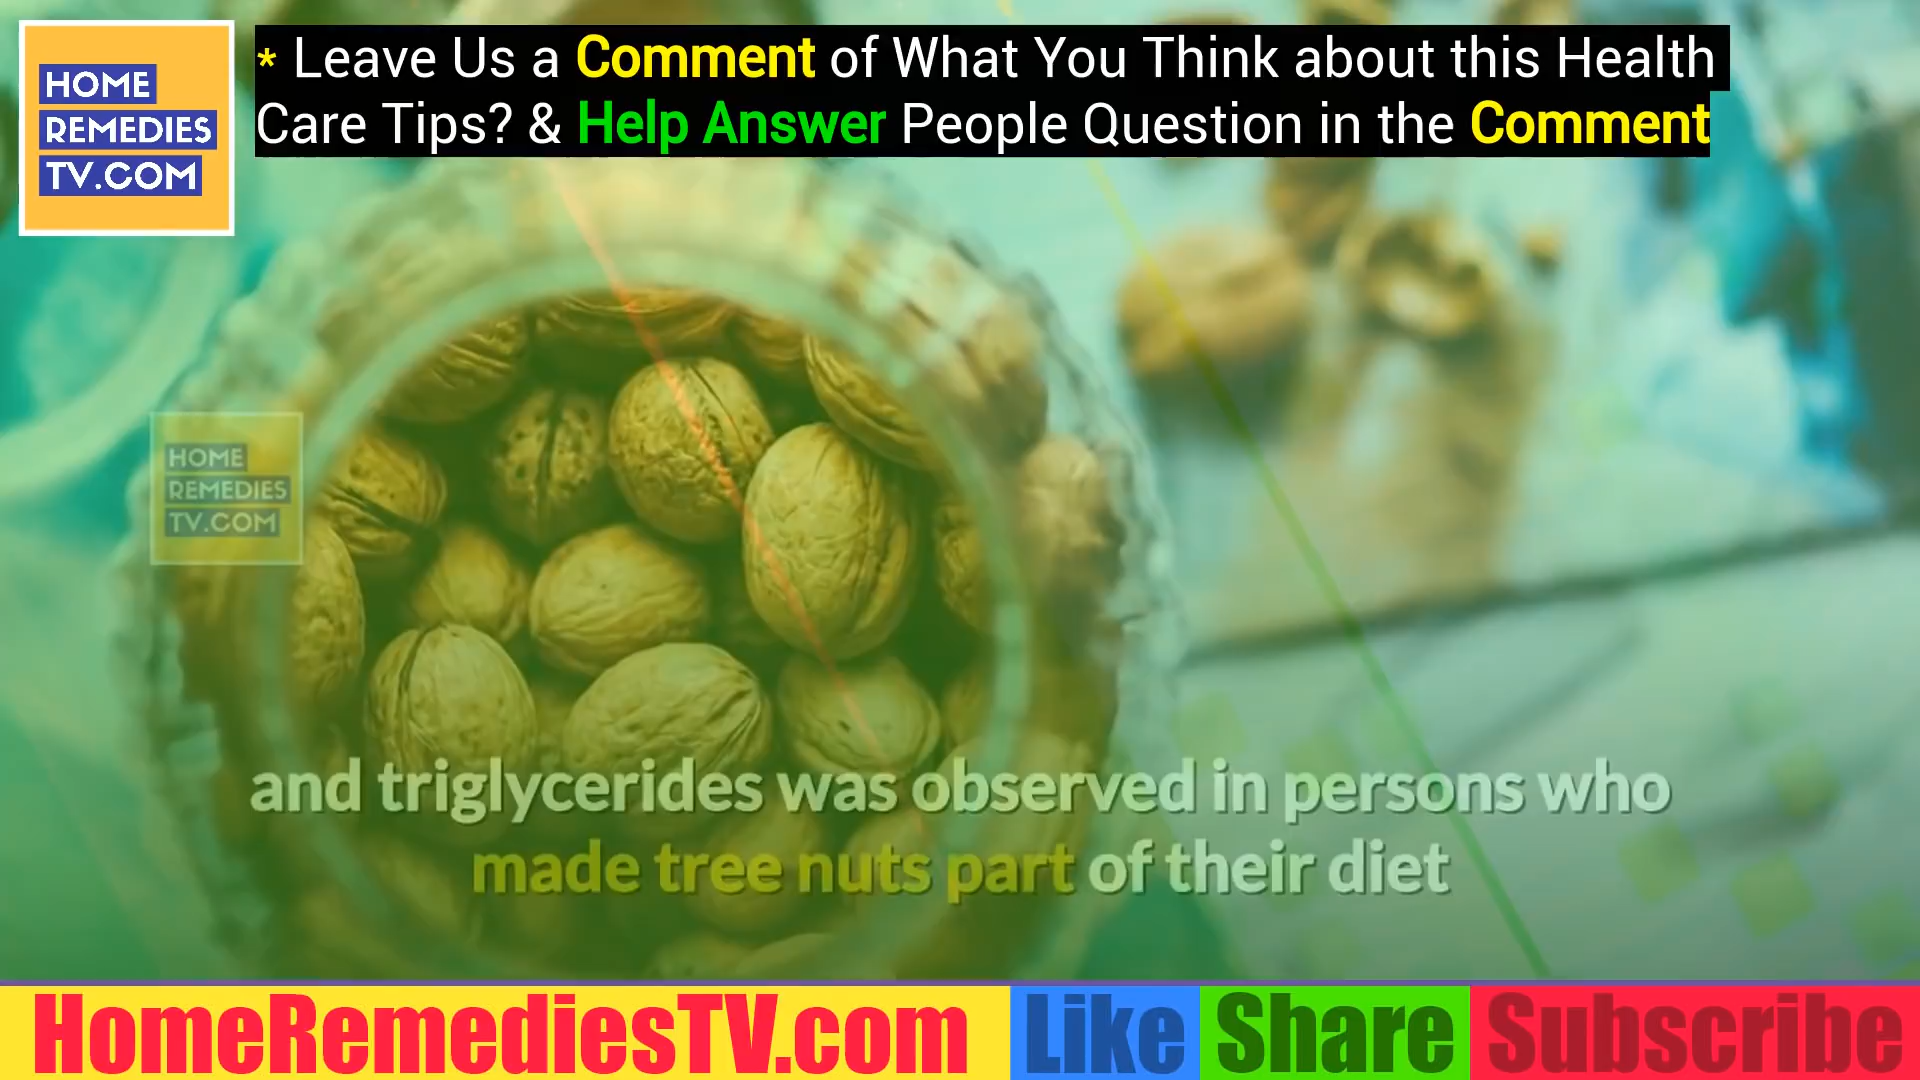 HOME
REMEDIES
TV.COM
* Leave Us a Comment of What You Think about this Health
Care Tips? & Help Answer People Question in the Comment
HOME
REMEDIES
TV.COM
and triglycerides was observed in persons who
made tree nuts part of their diet
HomeRemediesTV.com Like Share Subscribe